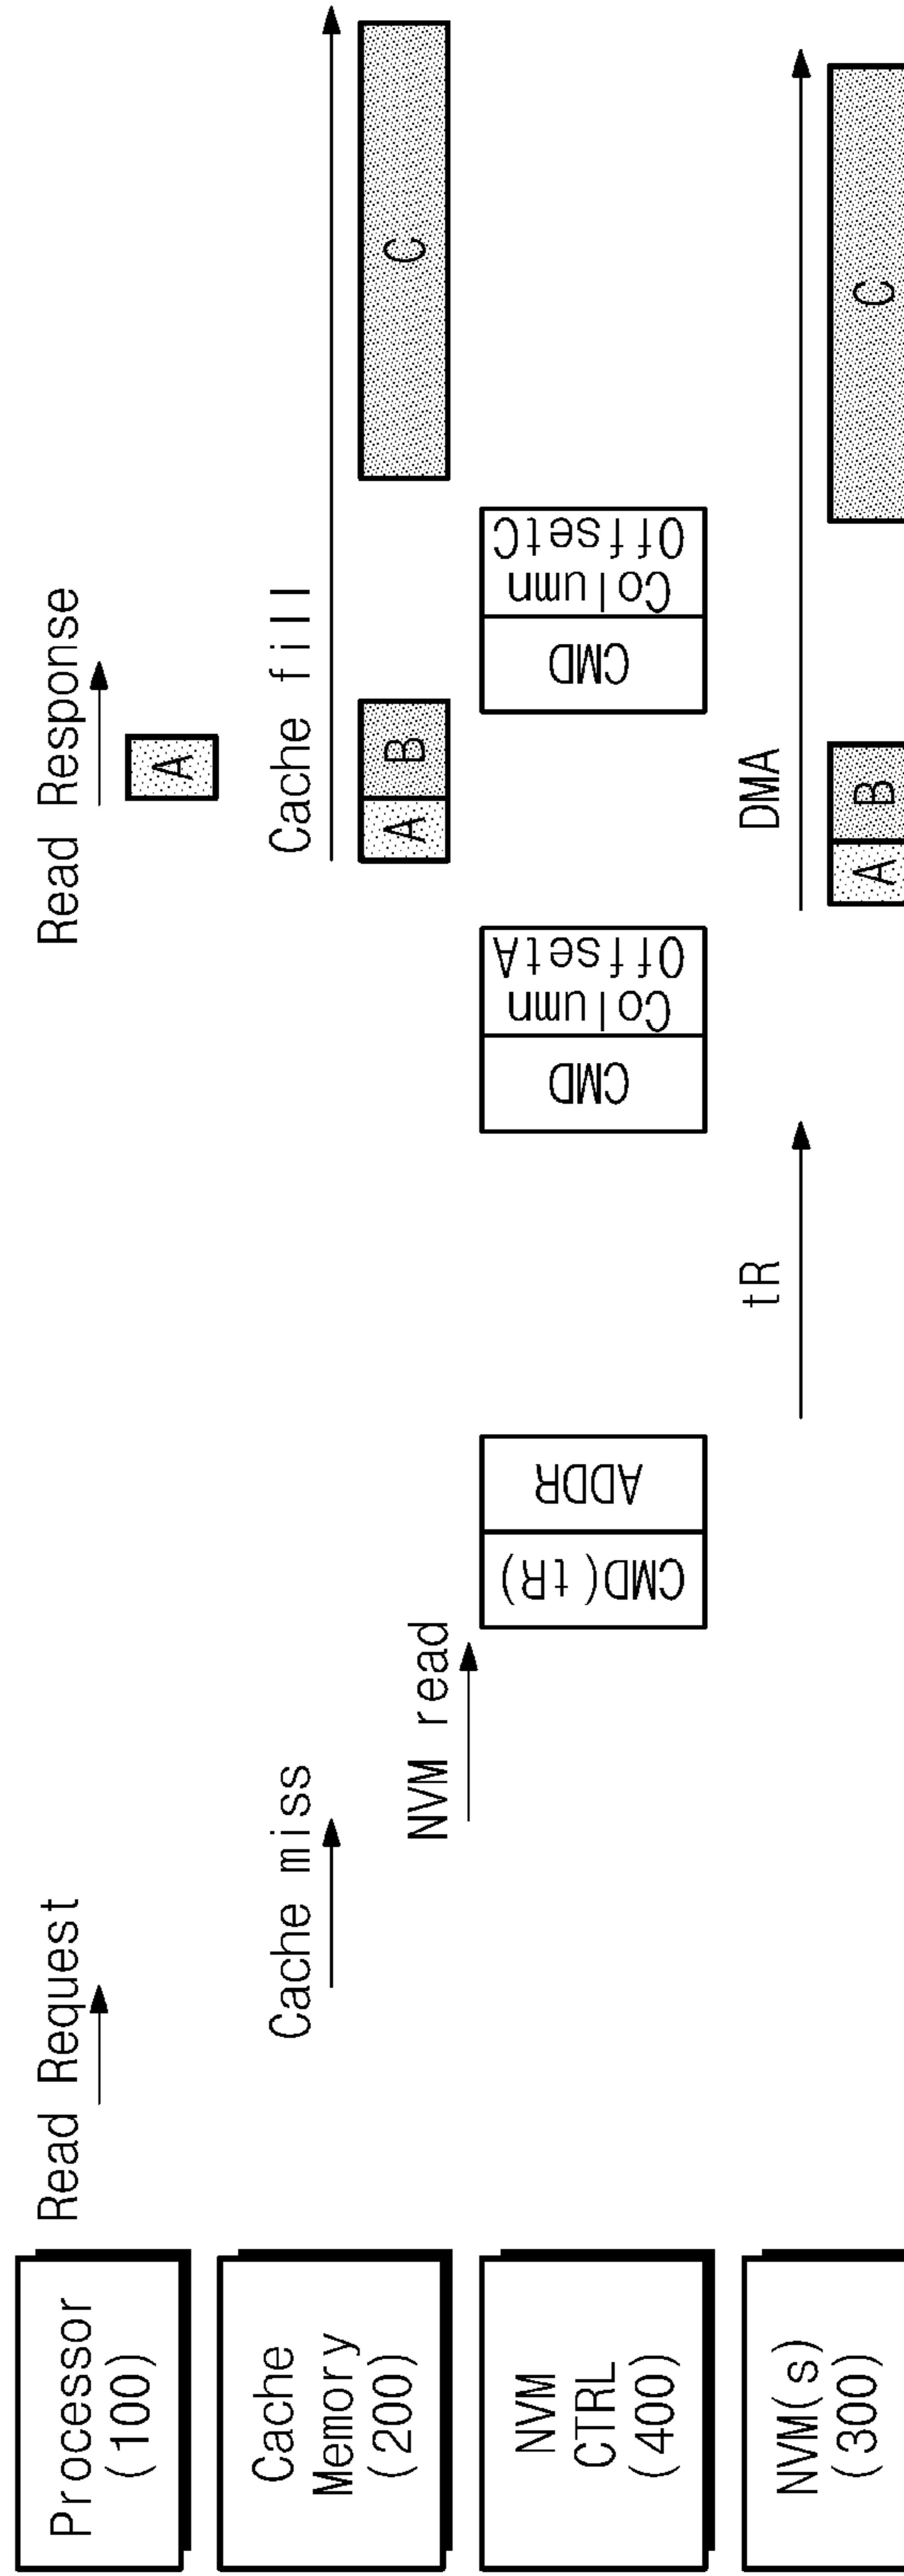 Processor
(100)
Read Request
Read Response
A
Cache
Memory
(200)
Cache miss
Cache fill
A
B
C
NVM
CTRL
(400)
NVM read
CMD(tR)
ADDR
CMD
Column
OffsetA
CMD
Column
OffsetC
NVM(s)
(300)
tR
DMA
A
B
C